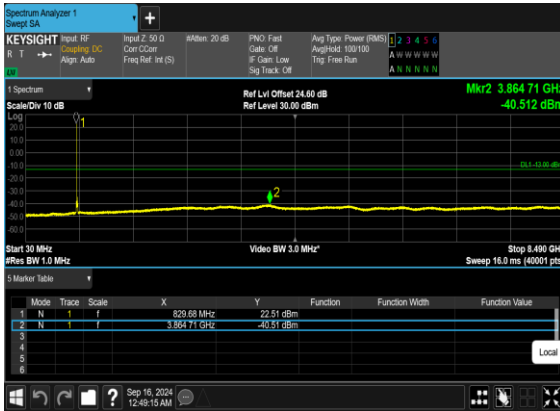 Spectrum Analyzer 1
Swept SA
+
KEYSIGHT Input: RF Input Z: 50 Ω #Atten: 20 dB PNO: Fast Avg Type: Power (RMS) 1 2 3 4 5 6
R T Coupling: DC Corr CCorr Gate: Off Avg|Hold: 100/100 A W W W W W
Align: Auto Freq Ref: Int (S) IF Gain: Low Trig: Free Run
Sig Track: Off A N N N N N
LW
1 Spectrum
Scale/Div 10 dB
Ref Lvl Offset 24.60 dB
Ref Level 30.00 dBm
Mkr2 3.864 71 GHz
-40.512 dBm
Log
20.0
10.0
0.00
-10.0
-20.0
-30.0
-40.0
-50.0
-60.0
1
2
DL1 -13.00 dBm
Start 30 MHz Video BW 3.0 MHz* Stop 8.490 GHz
#Res BW 1.0 MHz Sweep 16.0 ms (40001 pts)
5 Marker Table
Mode Trace Scale X Y Function Function Width Function Value
1 N 1 f 829.68 MHz 22.51 dBm
2 N 1 f 3.864 71 GHz -40.51 dBm
3
4
5
6
Local
? Sep 16, 2024
12:49:15 AM